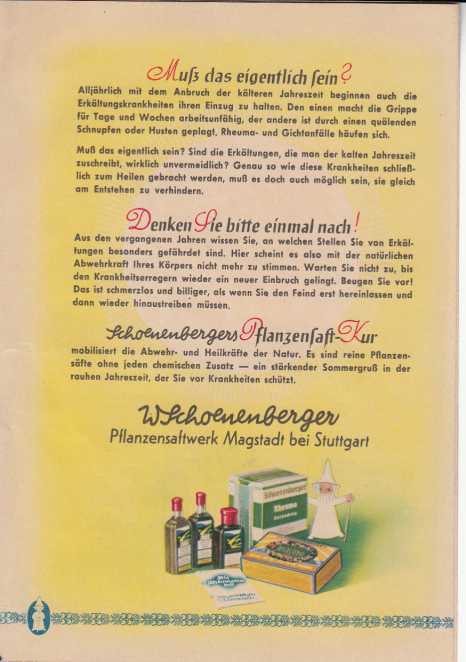 Muß das eigentlich sein?
Alljährlich mit dem Anbruch der kälteren Jahreszeit beginnen auch die
Erkältungskrankheiten ihren Einzug zu halten. Den einen macht die Grippe
für Tage und Wochen arbeitsunfähig, der andere ist durch einen quälenden
Schnupfen oder Husten geplagt, Rheuma- und Gichtanfälle häufen sich.
Muß das eigentlich sein? Sind die Erkältungen, die man der kalten Jahreszeit
zuschreibt, wirklich unvermeidlich? Genau so wie diese Krankheiten schließ-
lich zum Heilen gebracht werden, muß es doch auch möglich sein, sie gleich
am Entstehen zu verhindern.
Denken Sie bitte einmal nach!
Aus den vergangenen Jahren wissen Sie, an welchen Stellen Sie von Erkäl-
tungen besonders gefährdet sind. Hier scheint es also mit der natürlichen
Abwehrkraft Ihres Körpers nicht mehr zu stimmen. Warten Sie nicht zu, bis
den Krankheitserregern wieder ein neuer Einbruch gelingt. Beugen Sie vor!
Das ist schmerzlos und billiger, als wenn Sie den Feind erst hereinlassen und
dann wieder hinaustreiben müssen.
Schoenenbergers Pflanzensaft-Kur
mobilisiert die Abwehr- und Heilkräfte der Natur. Es sind reine Pflanzen-
säfte ohne jeden chemischen Zusatz — ein stärkender Sommergruß in der
rauhen Jahreszeit, der Sie vor Krankheiten schützt.
W Schoenenberger
Pflanzensaftwerk Magstadt bei Stuttgart
Schoenenberger
Rheuma